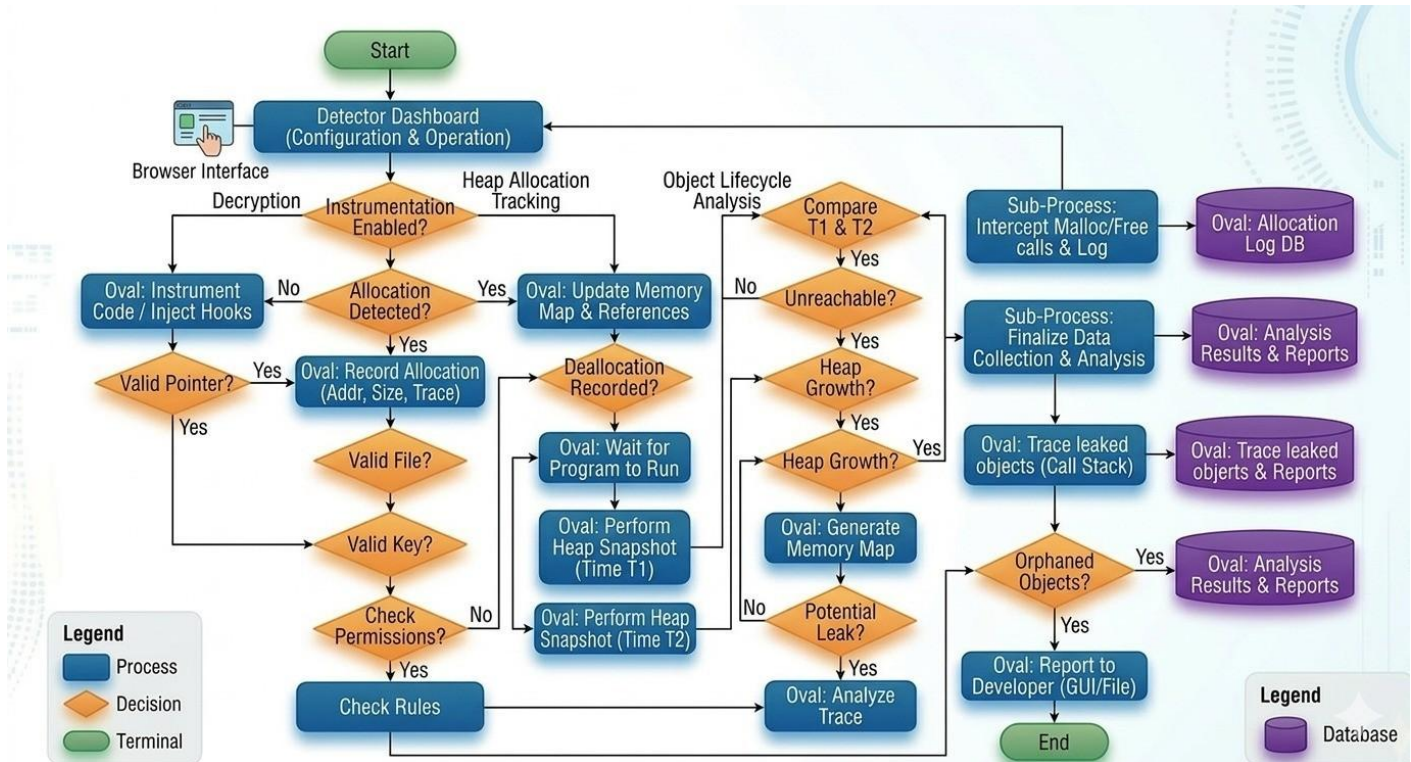 Start
Detector Dashboard
(Configuration & Operation)
Browser Interface
Decryption
Heap Allocation
Tracking
Instrumentation
Enabled?
Object Lifecycle
Analysis
Compare
T1 & T2
Sub-Process:
Intercept Malloc/Free
calls & Log
Oval: Allocation
Log DB
Oval: Instrument
Code / Inject Hooks
No
Allocation
Detected?
Yes
Oval: Update Memory
Map & References
Yes
No
Unreachable?
Sub-Process:
Finalize Data
Collection & Analysis
Oval: Analysis
Results & Reports
Valid Pointer?
Yes
Yes
Oval: Record Allocation
(Addr, Size, Trace)
Deallocation
Recorded?
Yes
Heap
Growth?
Yes
Valid File?
Oval: Wait for
Program to Run
Yes
Heap Growth?
Yes
Oval: Trace leaked
objects (Call Stack)
Oval: Trace leaked
objerts & Reports
Valid Key?
Oval: Perform
Heap Snapshot
(Time T1)
Oval: Generate
Memory Map
Orphaned
Objects?
Yes
Oval: Analysis
Results & Reports
Check
Permissions?
No
Oval: Perform Heap
Snapshot (Time T2)
No
Potential
Leak?
Yes
Yes
Yes
Check Rules
Oval: Analyze
Trace
Oval: Report to
Developer (GUI/File)
End
Legend
Process
Decision
Terminal
Legend
Database